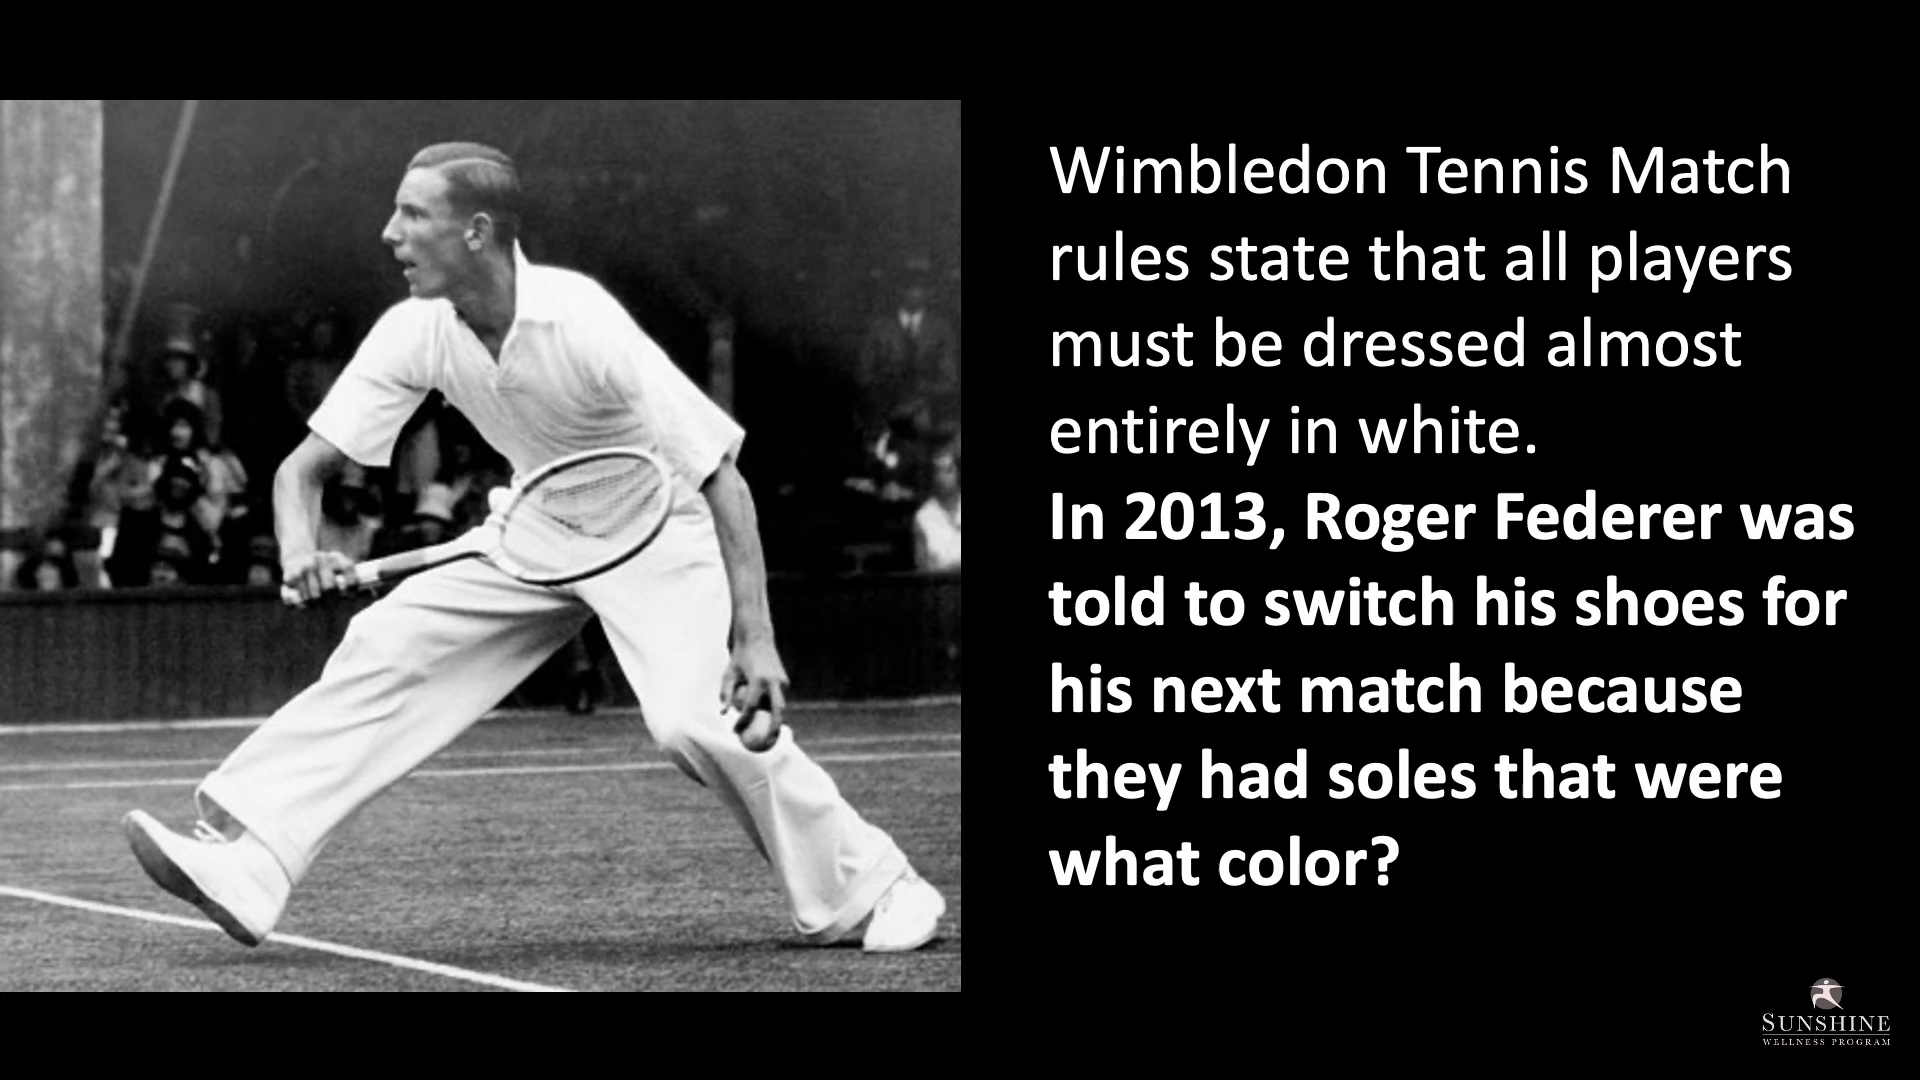 Wimbledon Tennis Match
rules state that all players
must be dressed almost
entirely in white.
In 2013, Roger Federer was
told to switch his shoes for
his next match because
they had soles that were
what color?
SUNSHINE
WELLNESS PROGRAM